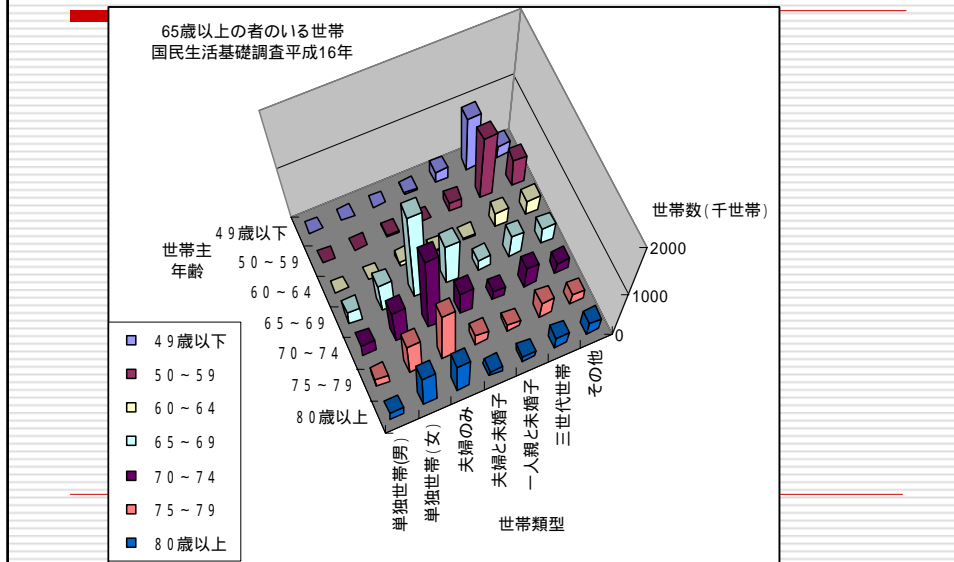 65歳以上の者のいる世帯
国民生活基礎調査平成16年
世帯数(千世帯)
2000
1000
0
世帯主
年齢
49歳以下
50~59
60~64
65~69
70~74
75~79
80歳以上
単独世帯(男)
単独世帯(女)
夫婦のみ
夫婦と未婚子
一人親と未婚子
三世代世帯
その他
世帯類型
49歳以下
50~59
60~64
65~69
70~74
75~79
80歳以上